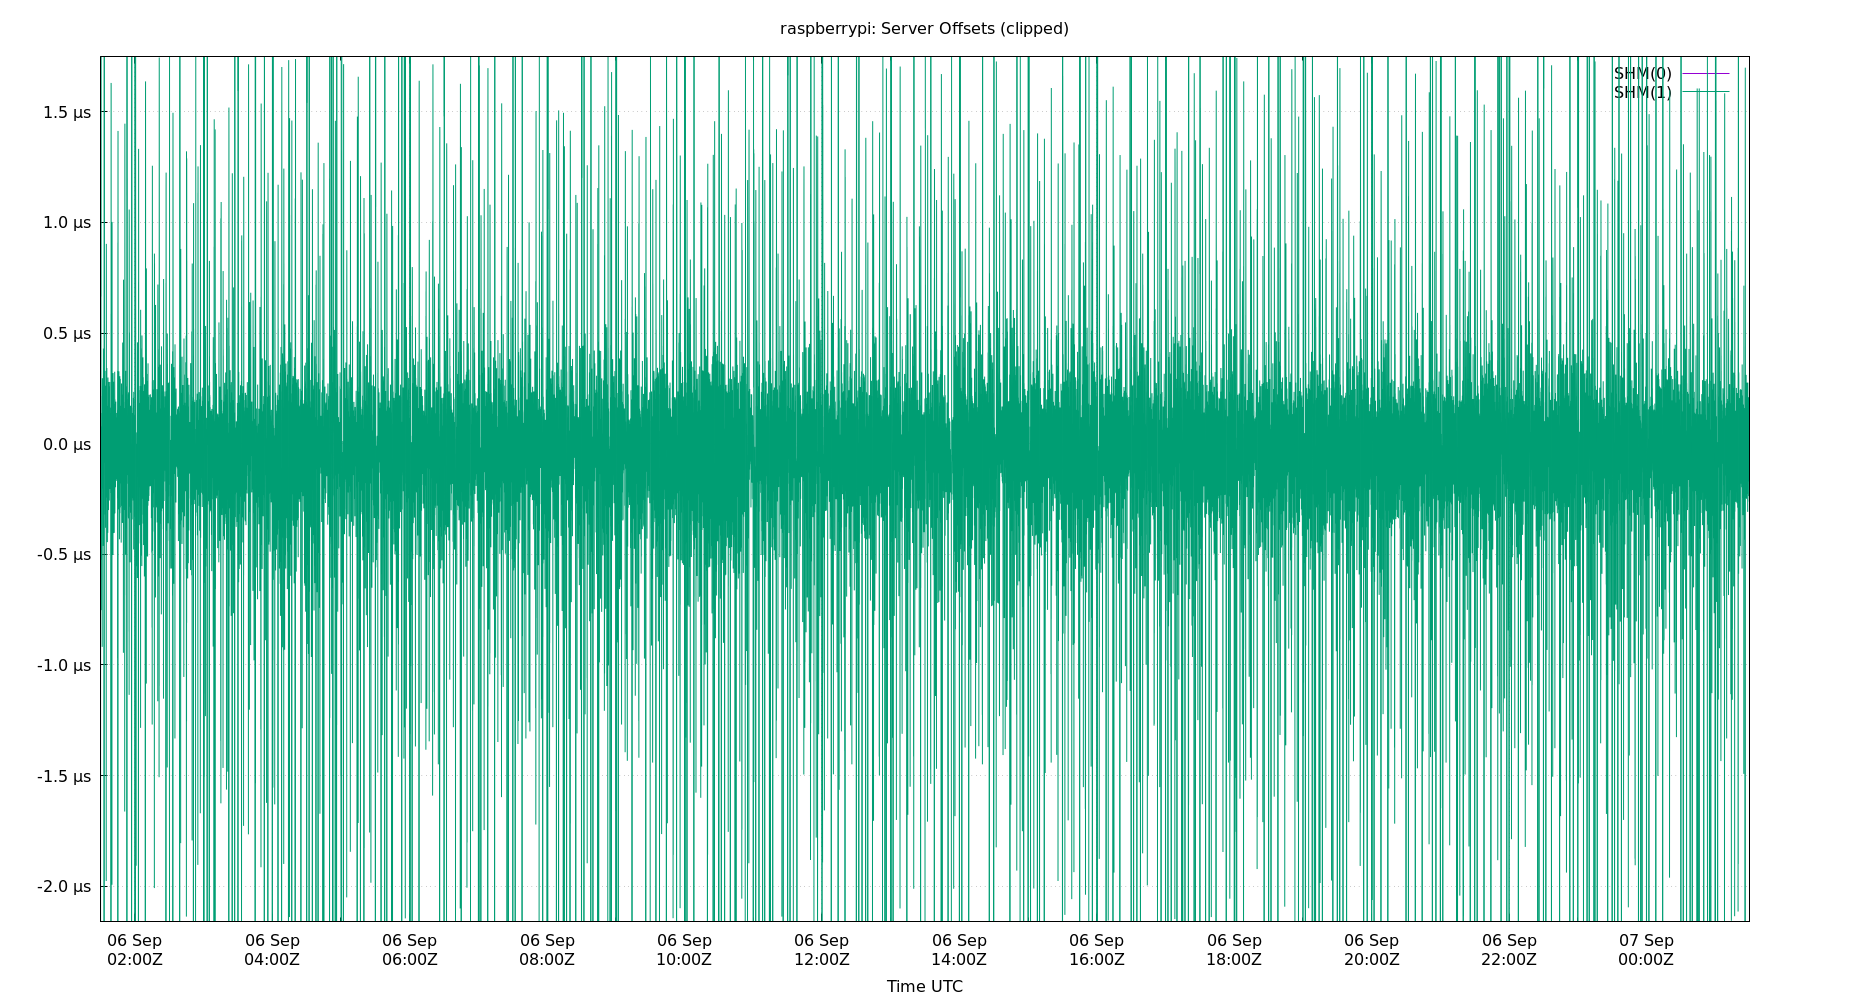 raspberrypi: Server Offsets (clipped)
SHM(0)
SHM(1)
1.5 µs
1.0 µs
0.5 µs
0.0 µs
-0.5 µs
-1.0 µs
-1.5 µs
-2.0 µs
06 Sep 06 Sep 06 Sep 06 Sep 06 Sep 06 Sep 06 Sep 06 Sep 06 Sep 06 Sep 06 Sep 07 Sep
02:00Z 04:00Z 06:00Z 08:00Z 10:00Z 12:00Z 14:00Z 16:00Z 18:00Z 20:00Z 22:00Z 00:00Z
Time UTC